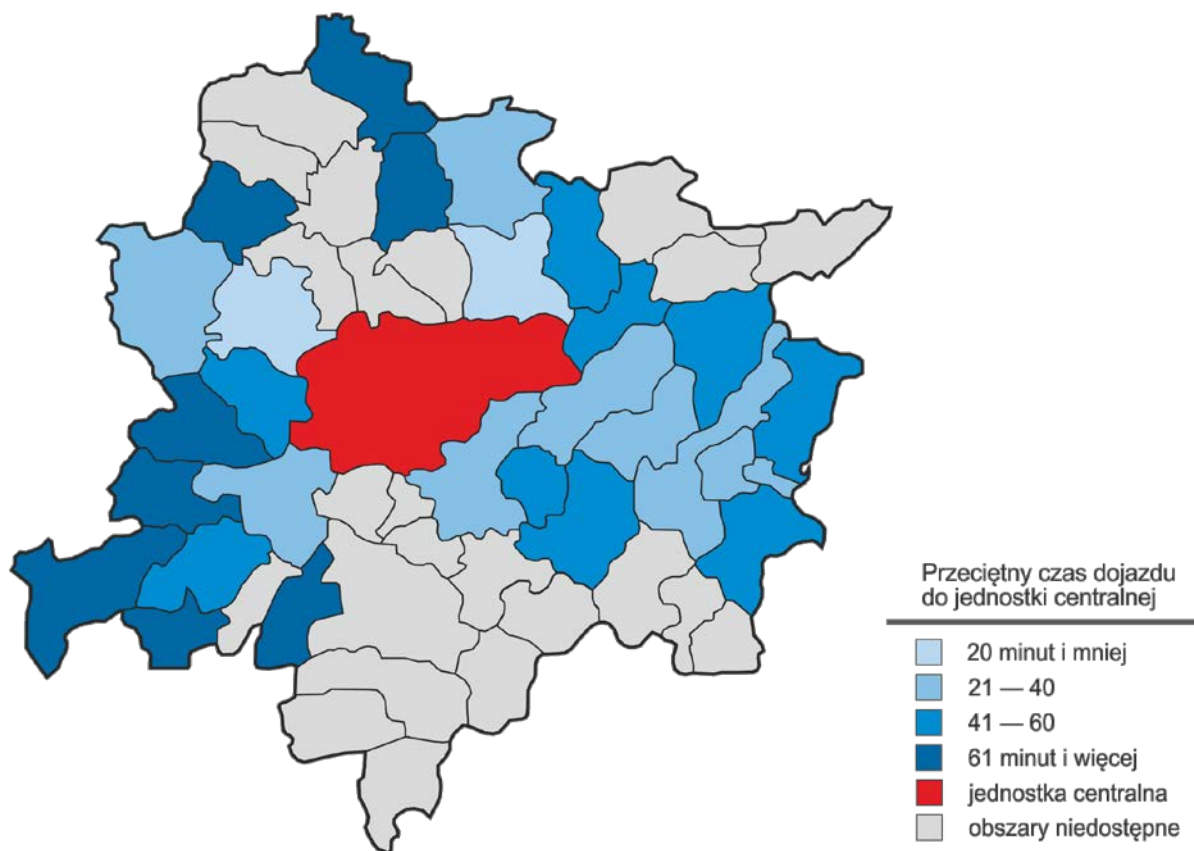 Przeciętny czas dojazdu
do jednostki centralnej
20 minut i mniej
21 — 40
41 — 60
61 minut i więcej
jednostka centralna
obszary niedostępne